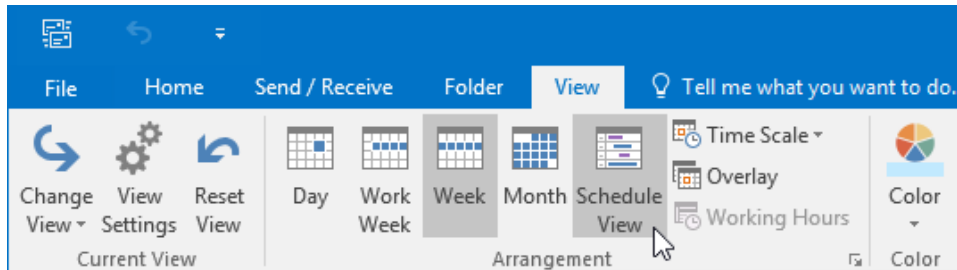 File Home Send / Receive Folder View Tell me what you want to do.
Change View View Settings Reset View Day Work Week Week Month Schedule View Time Scale Overlay Working Hours Color
Current View Arrangement Color